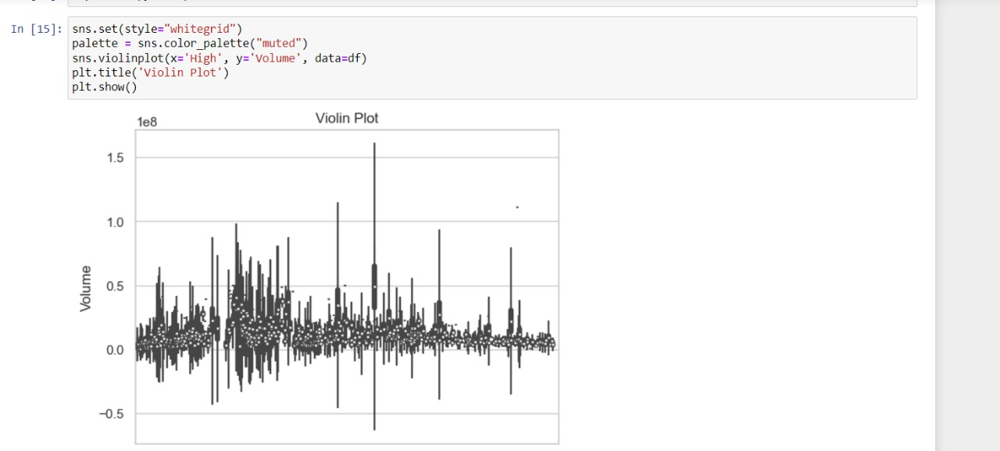 In [15]:
sns.set(style="whitegrid")
palette = sns.color_palette("muted")
sns.violinplot(x='High', y='Volume', data=df)
plt.title('Violin Plot')
plt.show()
1e8
Violin Plot
1.5
1.0
0.5
0.0
−0.5
Volume